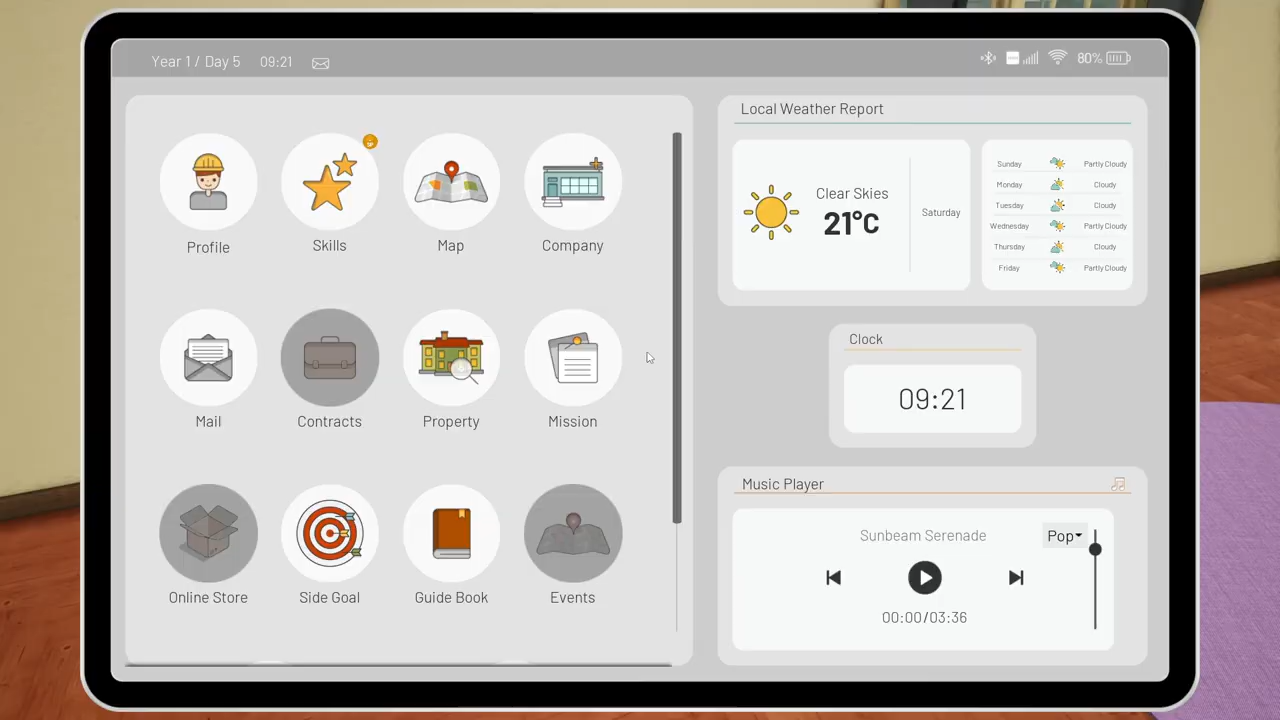 Year 1 / Day 5 09:21
80%
Profile
Skills
Map
Company
Mail
Contracts
Property
Mission
Online Store
Side Goal
Guide Book
Events
Local Weather Report
Clear Skies
21°C
Saturday
Sunday Partly Cloudy
Monday Cloudy
Tuesday Cloudy
Wednesday Partly Cloudy
Thursday Cloudy
Friday Partly Cloudy
Clock
09:21
Music Player
Sunbeam Serenade
Pop
00:00/03:36